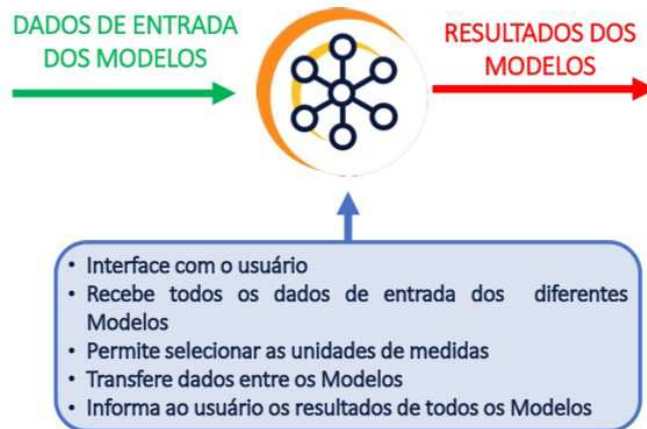 DADOS DE ENTRADA
DOS MODELOS
RESULTADOS DOS
MODELOS
• Interface com o usuário
• Recebe todos os dados de entrada dos diferentes
Modelos
• Permite selecionar as unidades de medidas
• Transfere dados entre os Modelos
• Informa ao usuário os resultados de todos os Modelos